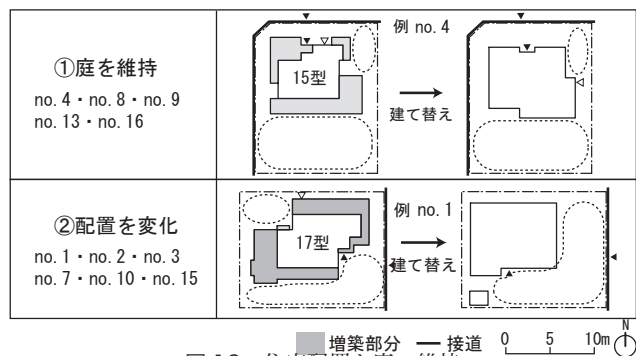 ①庭を維持
no.4・no.8・no.9
no.13・no.16
例 no.4
15型
建て替え
②配置を変化
no.1・no.2・no.3
no.7・no.10・no.15
例 no.1
17型
建て替え
増築部分 接道 0 5 10m N